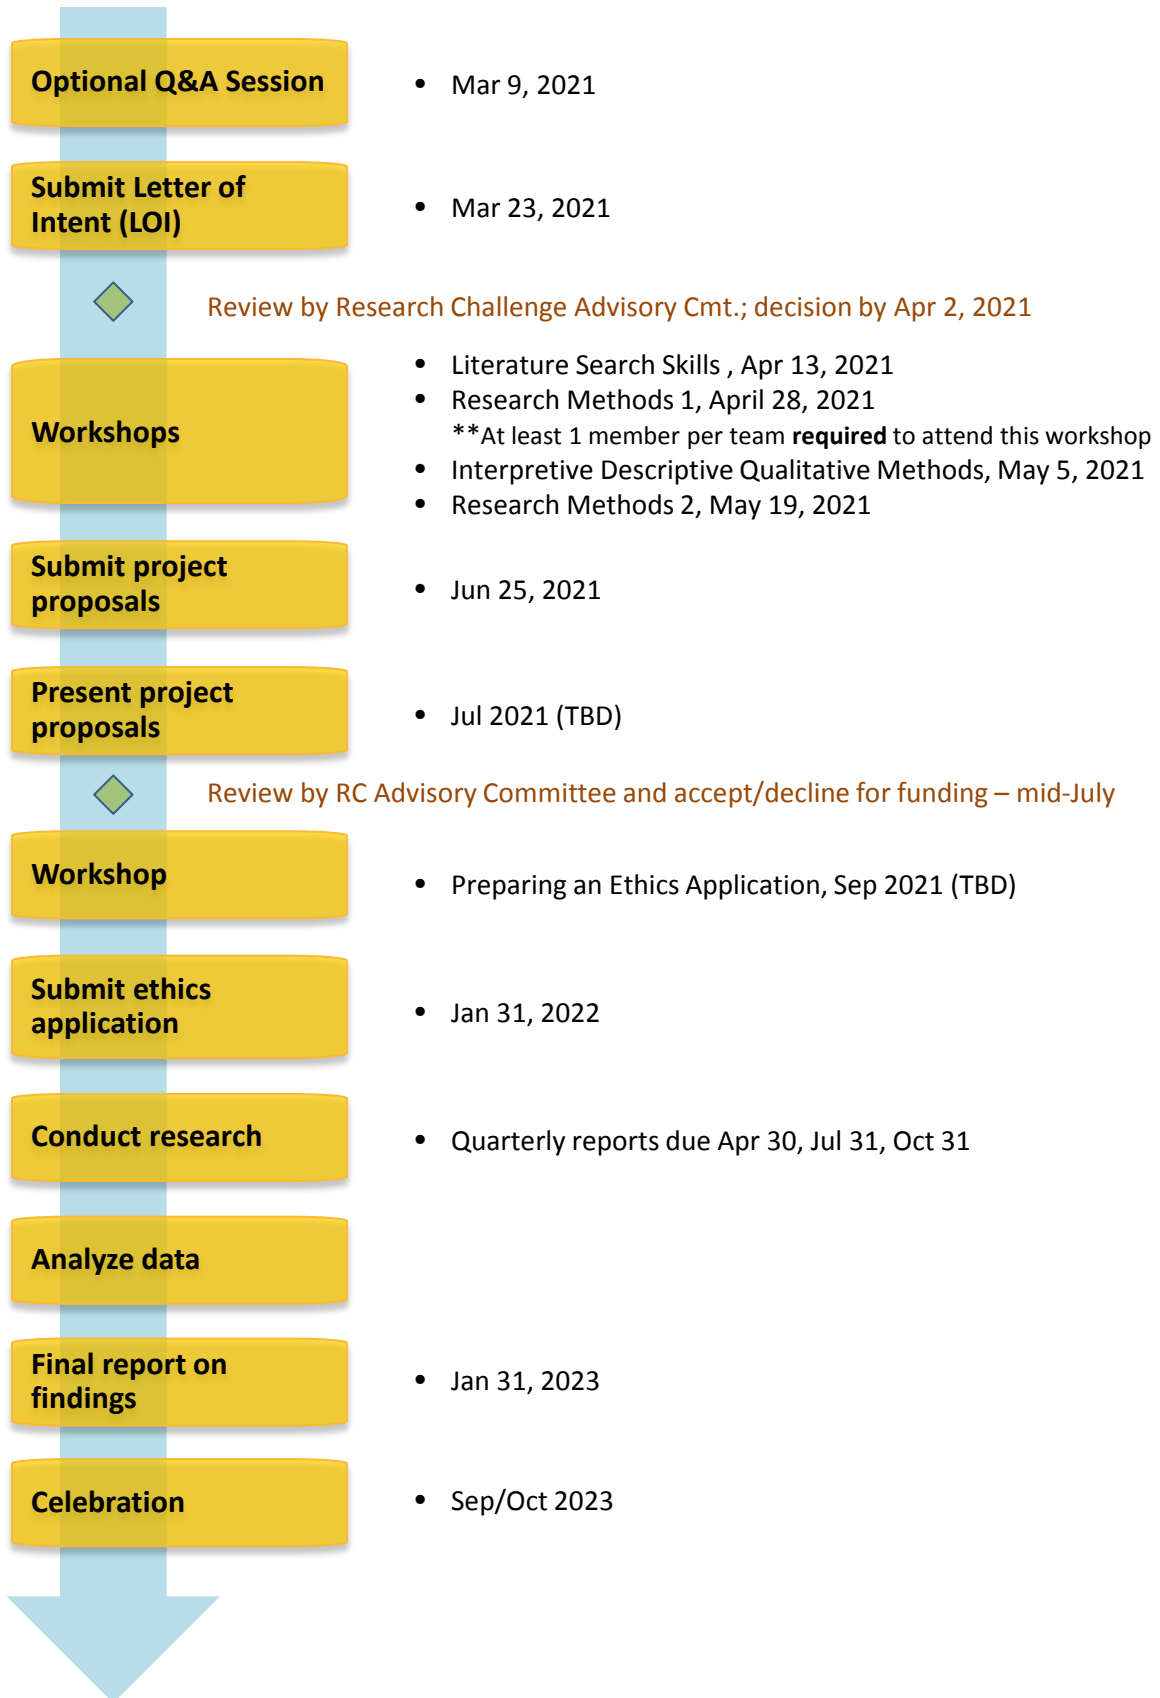 Optional Q&A Session
• Mar 9, 2021
Submit Letter of
Intent (LOI)
• Mar 23, 2021
Review by Research Challenge Advisory Cmt.; decision by Apr 2, 2021
Workshops
• Literature Search Skills , Apr 13, 2021
• Research Methods 1, April 28, 2021
**At least 1 member per team required to attend this workshop
• Interpretive Descriptive Qualitative Methods, May 5, 2021
• Research Methods 2, May 19, 2021
Submit project
proposals
• Jun 25, 2021
Present project
proposals
• Jul 2021 (TBD)
Review by RC Advisory Committee and accept/decline for funding – mid-July
Workshop
• Preparing an Ethics Application, Sep 2021 (TBD)
Submit ethics
application
• Jan 31, 2022
Conduct research
• Quarterly reports due Apr 30, Jul 31, Oct 31
Analyze data
Final report on
findings
• Jan 31, 2023
Celebration
• Sep/Oct 2023